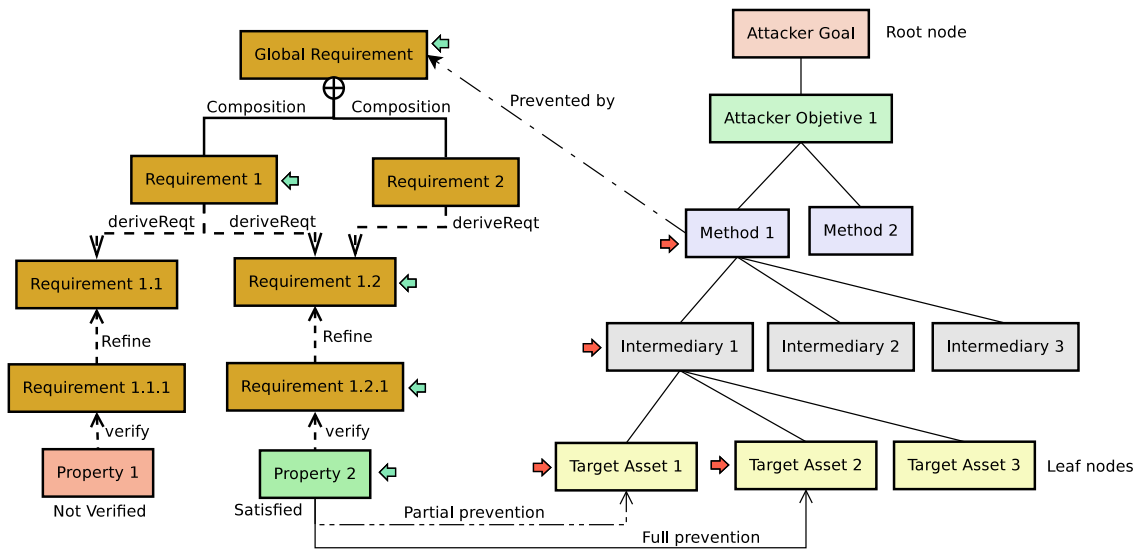 Attacker Goal
Root node
Global Requirement
Prevented by
Composition
Composition
Attacker Objetive 1
Requirement 1
Requirement 2
deriveReqt
deriveReqt
deriveReqt
Method 1
Method 2
Requirement 1.1
Requirement 1.2
Refine
Refine
Intermediary 1
Intermediary 2
Intermediary 3
Requirement 1.1.1
Requirement 1.2.1
verify
verify
Property 1
Property 2
Target Asset 1
Target Asset 2
Target Asset 3
Leaf nodes
Not Verified
Satisfied
Partial prevention
Full prevention